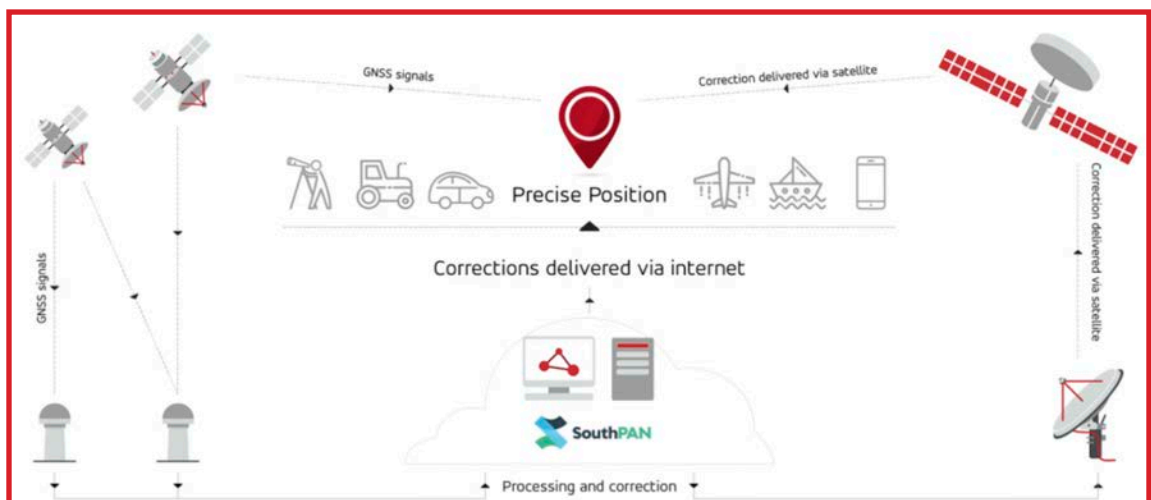 GNSS signals
Correction delivered via satellite
Precise Position
GNSS signals
Corrections delivered via internet
Correction delivered via satellite
SouthPAN
Processing and correction